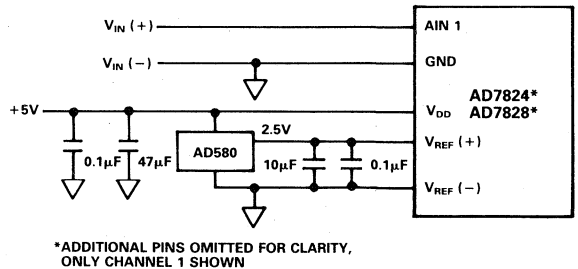 V_IN (+)
AIN 1
V_IN (−)
GND
AD7824*
AD7828*
+5V
V_DD
2.5V
V_REF (+)
AD580
0.1μF
47μF
10μF
0.1μF
V_REF (−)
*ADDITIONAL PINS OMITTED FOR CLARITY,
ONLY CHANNEL 1 SHOWN